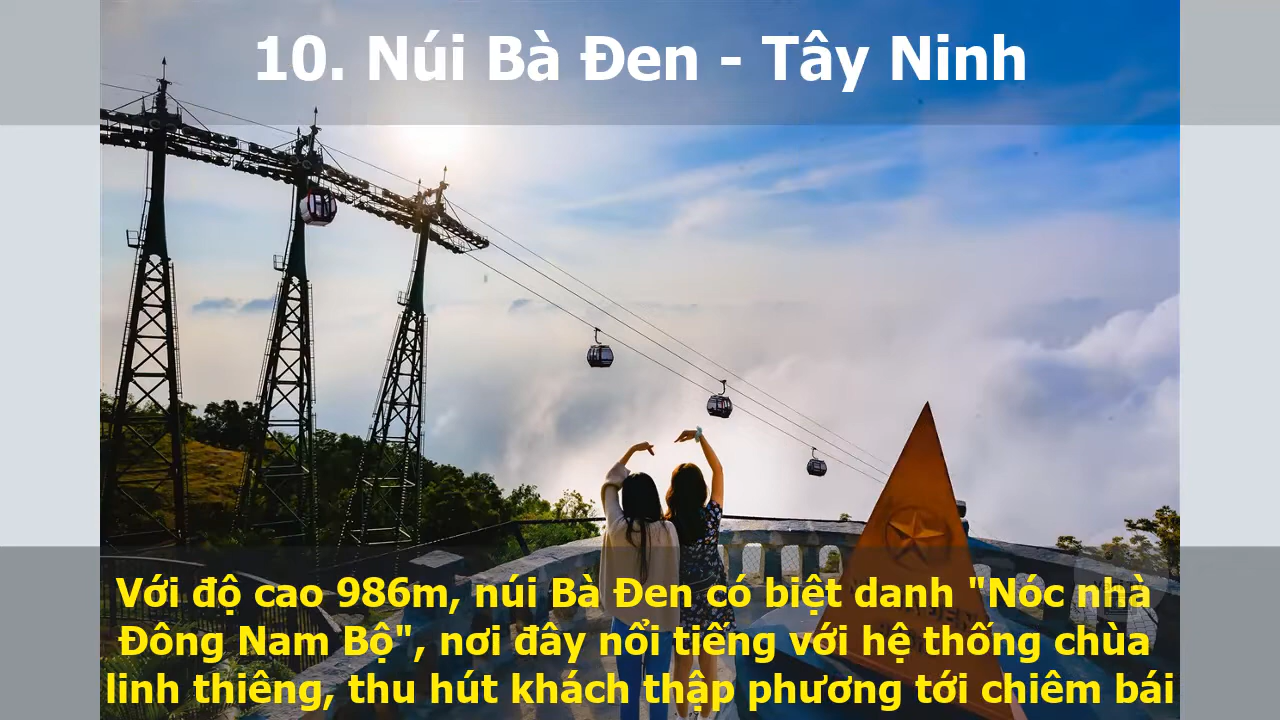 10. Núi Bà Đen - Tây Ninh
Với độ cao 986m, núi Bà Đen có biệt danh "Nóc nhà
Đông Nam Bộ", nơi đây nổi tiếng với hệ thống chùa
linh thiêng, thu hút khách thập phương tới chiêm bái